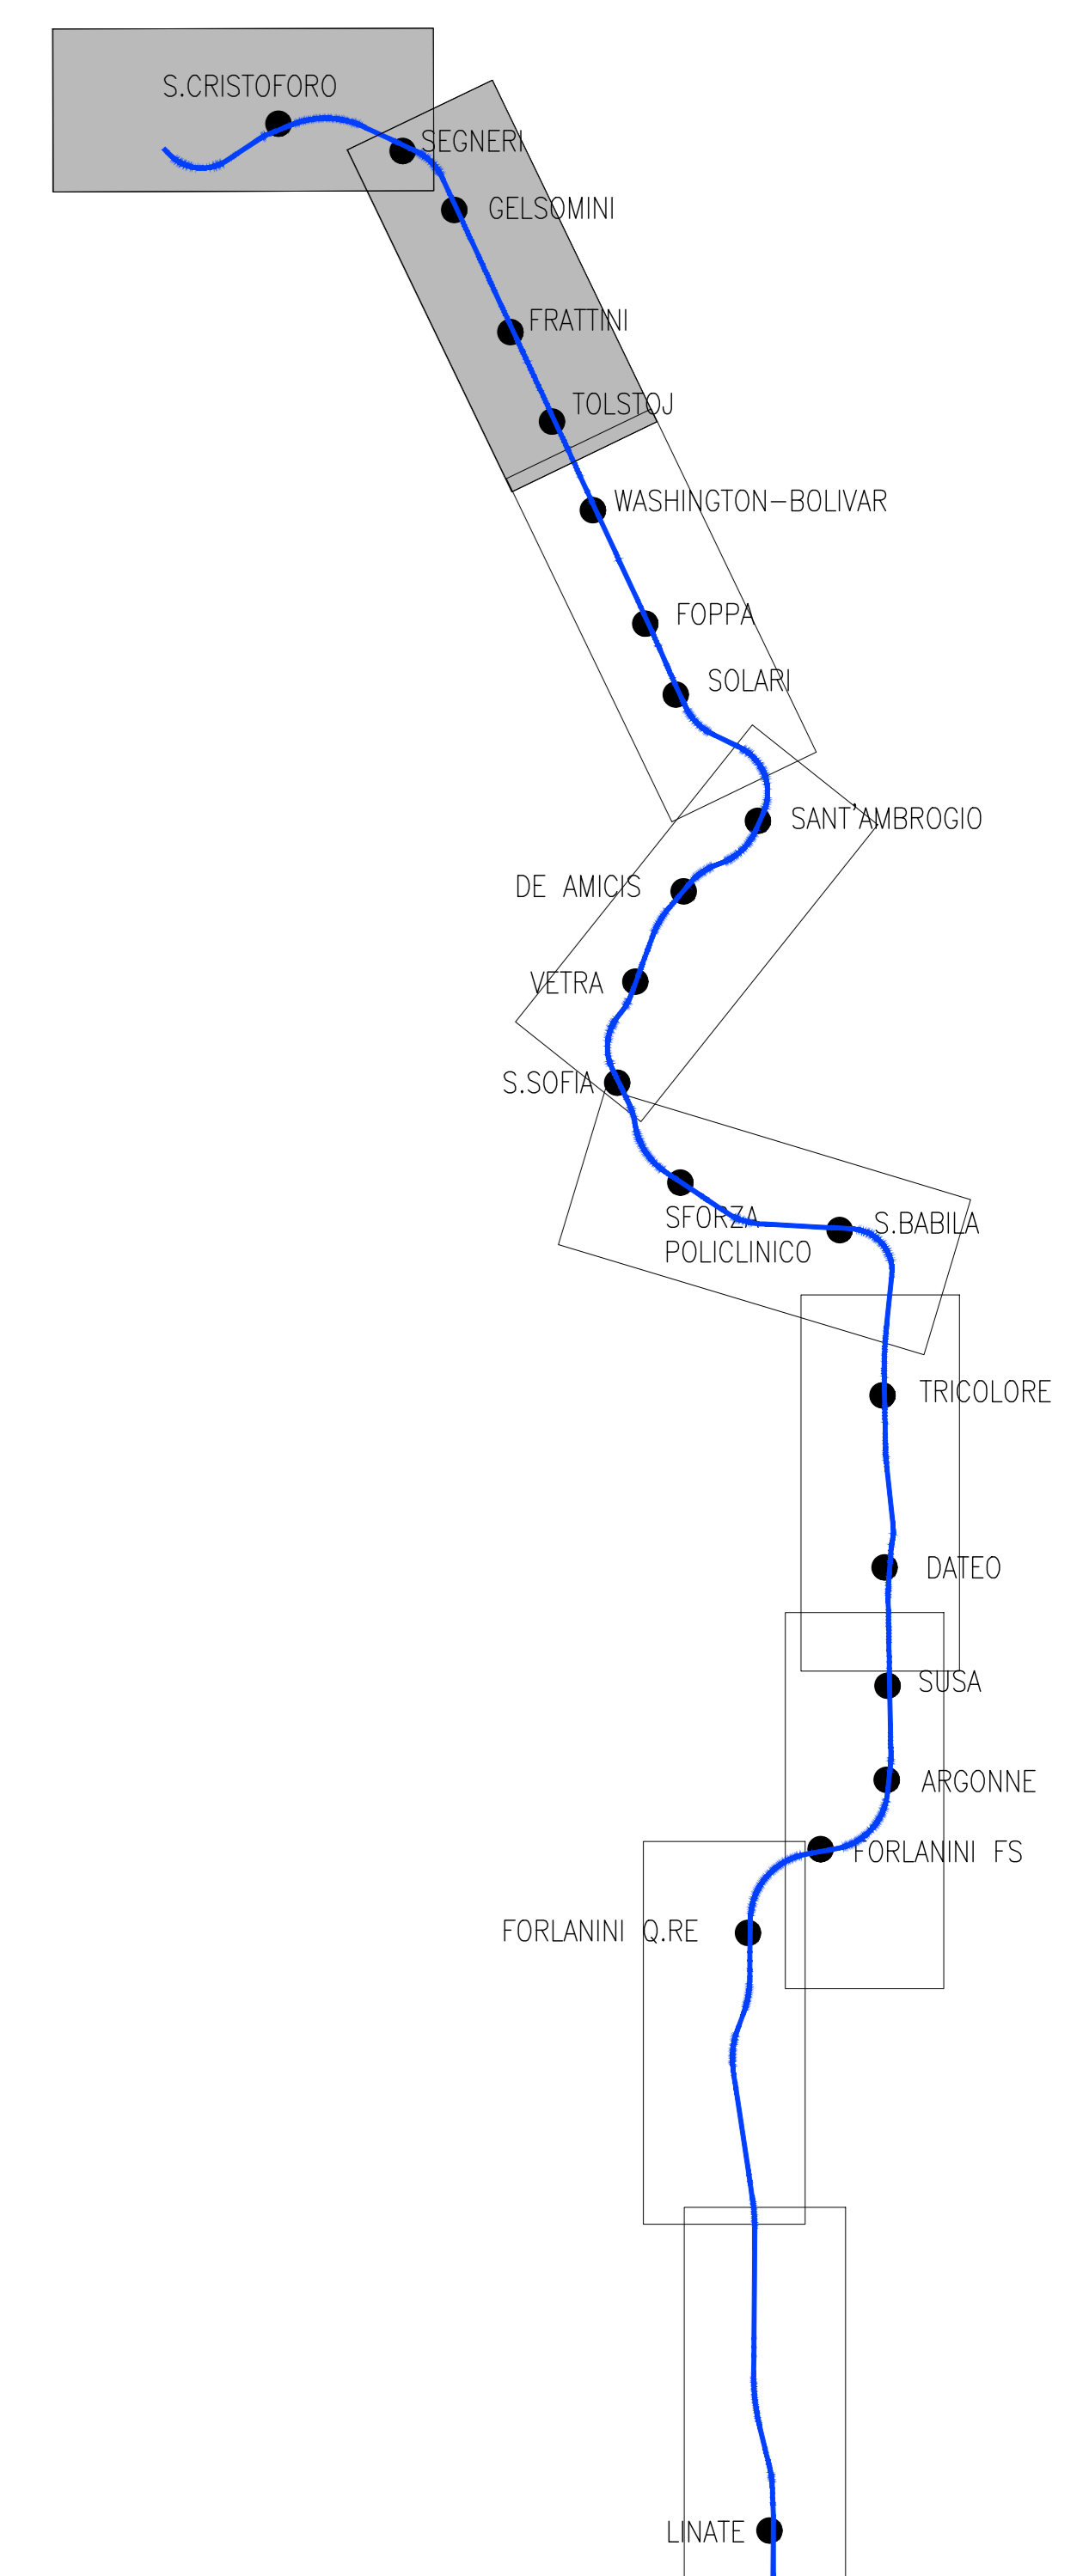 S.CRISTOFORO
SEGNERI
GELSOMINI
FRATTINI
TOLSTOJ
WASHINGTON-BOLIVAR
FOPPA
SOLARI
SANT'AMBROGIO
DE AMICIS
VETRA
S.SOFIA
SFORZA
POLICLINICO
S.BABILA
TRICOLORE
DATEO
SUSA
ARGONNE
FORLANINI FS
FORLANINI Q.RE
LINATE